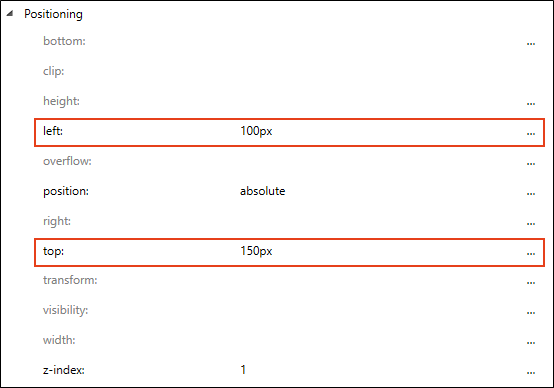 Positioning
bottom: ...
clip: ...
height: ...
left: 100px ...
overflow: ...
position: absolute ...
right: ...
top: 150px ...
transform: ...
visibility: ...
width: ...
z-index: 1 ...